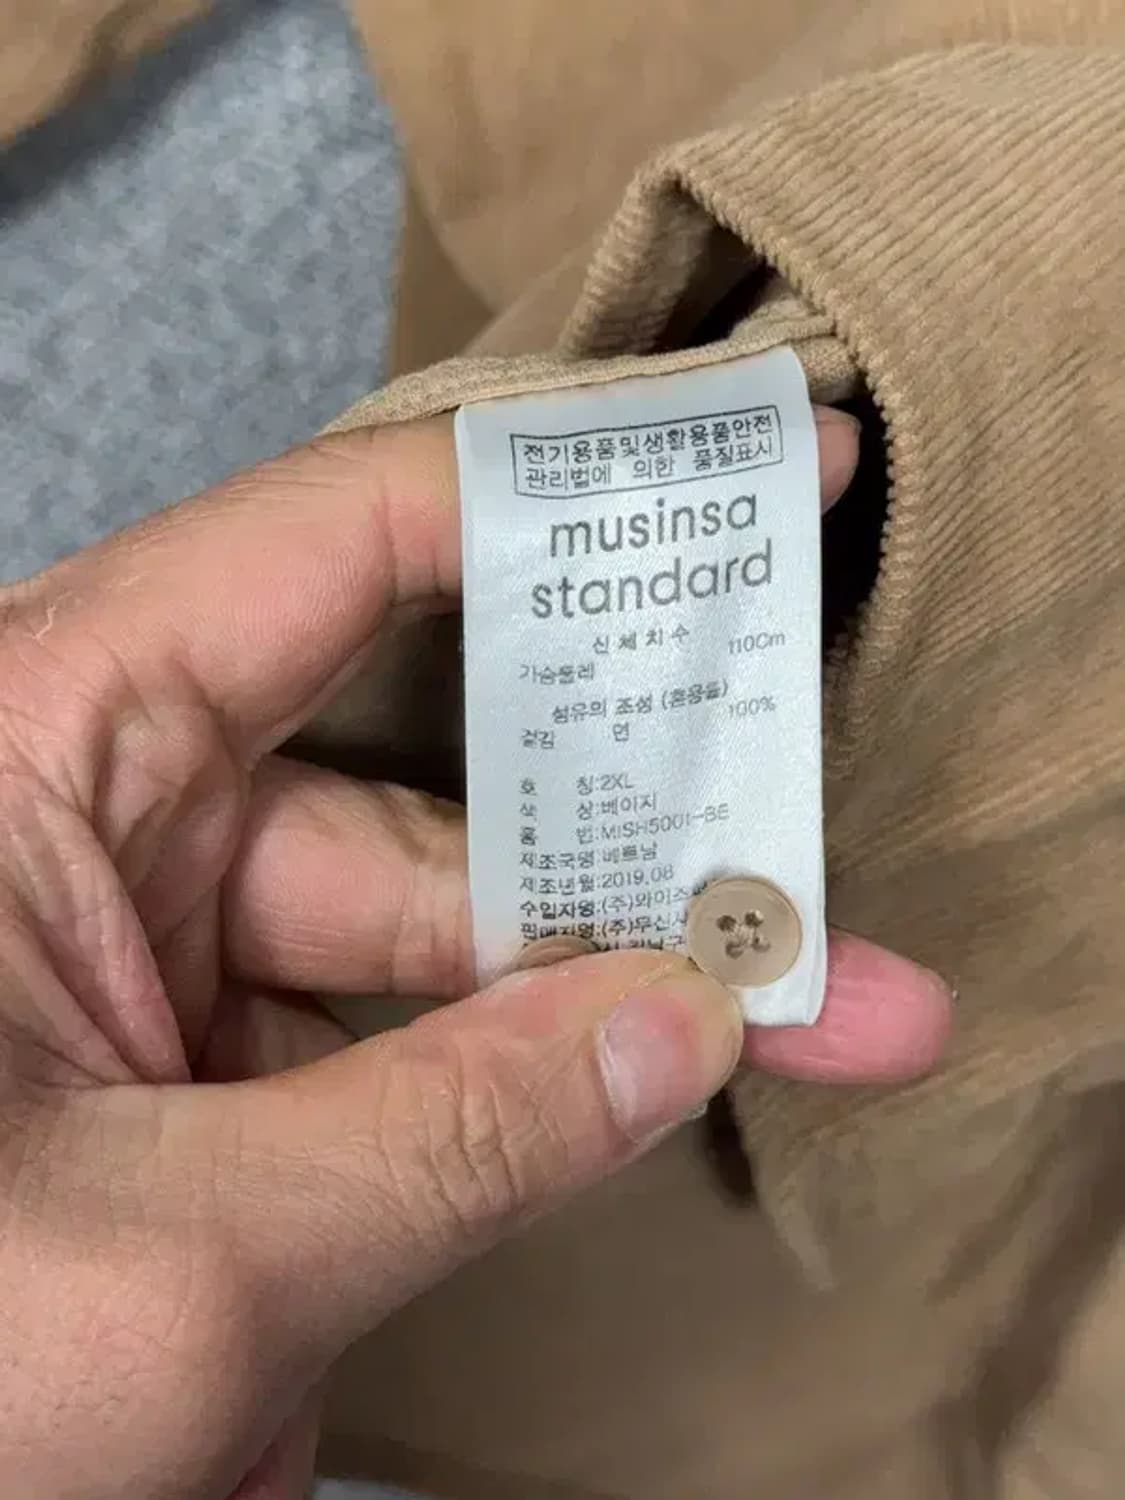 전기용품및생활용품안전
관리법에 의한 품질표시
musinsa
standard
신체치수
가슴둘레 110Cm
섬유의 조성 (혼용율)
겉감 면 100%
호 칭:2XL
색 상:베이지
품 번:MISH5001-BE
제조국명:베트남
제조년월:2019.08
수입자명:(주)와이즈
판매자명:(주)무신사
강남구